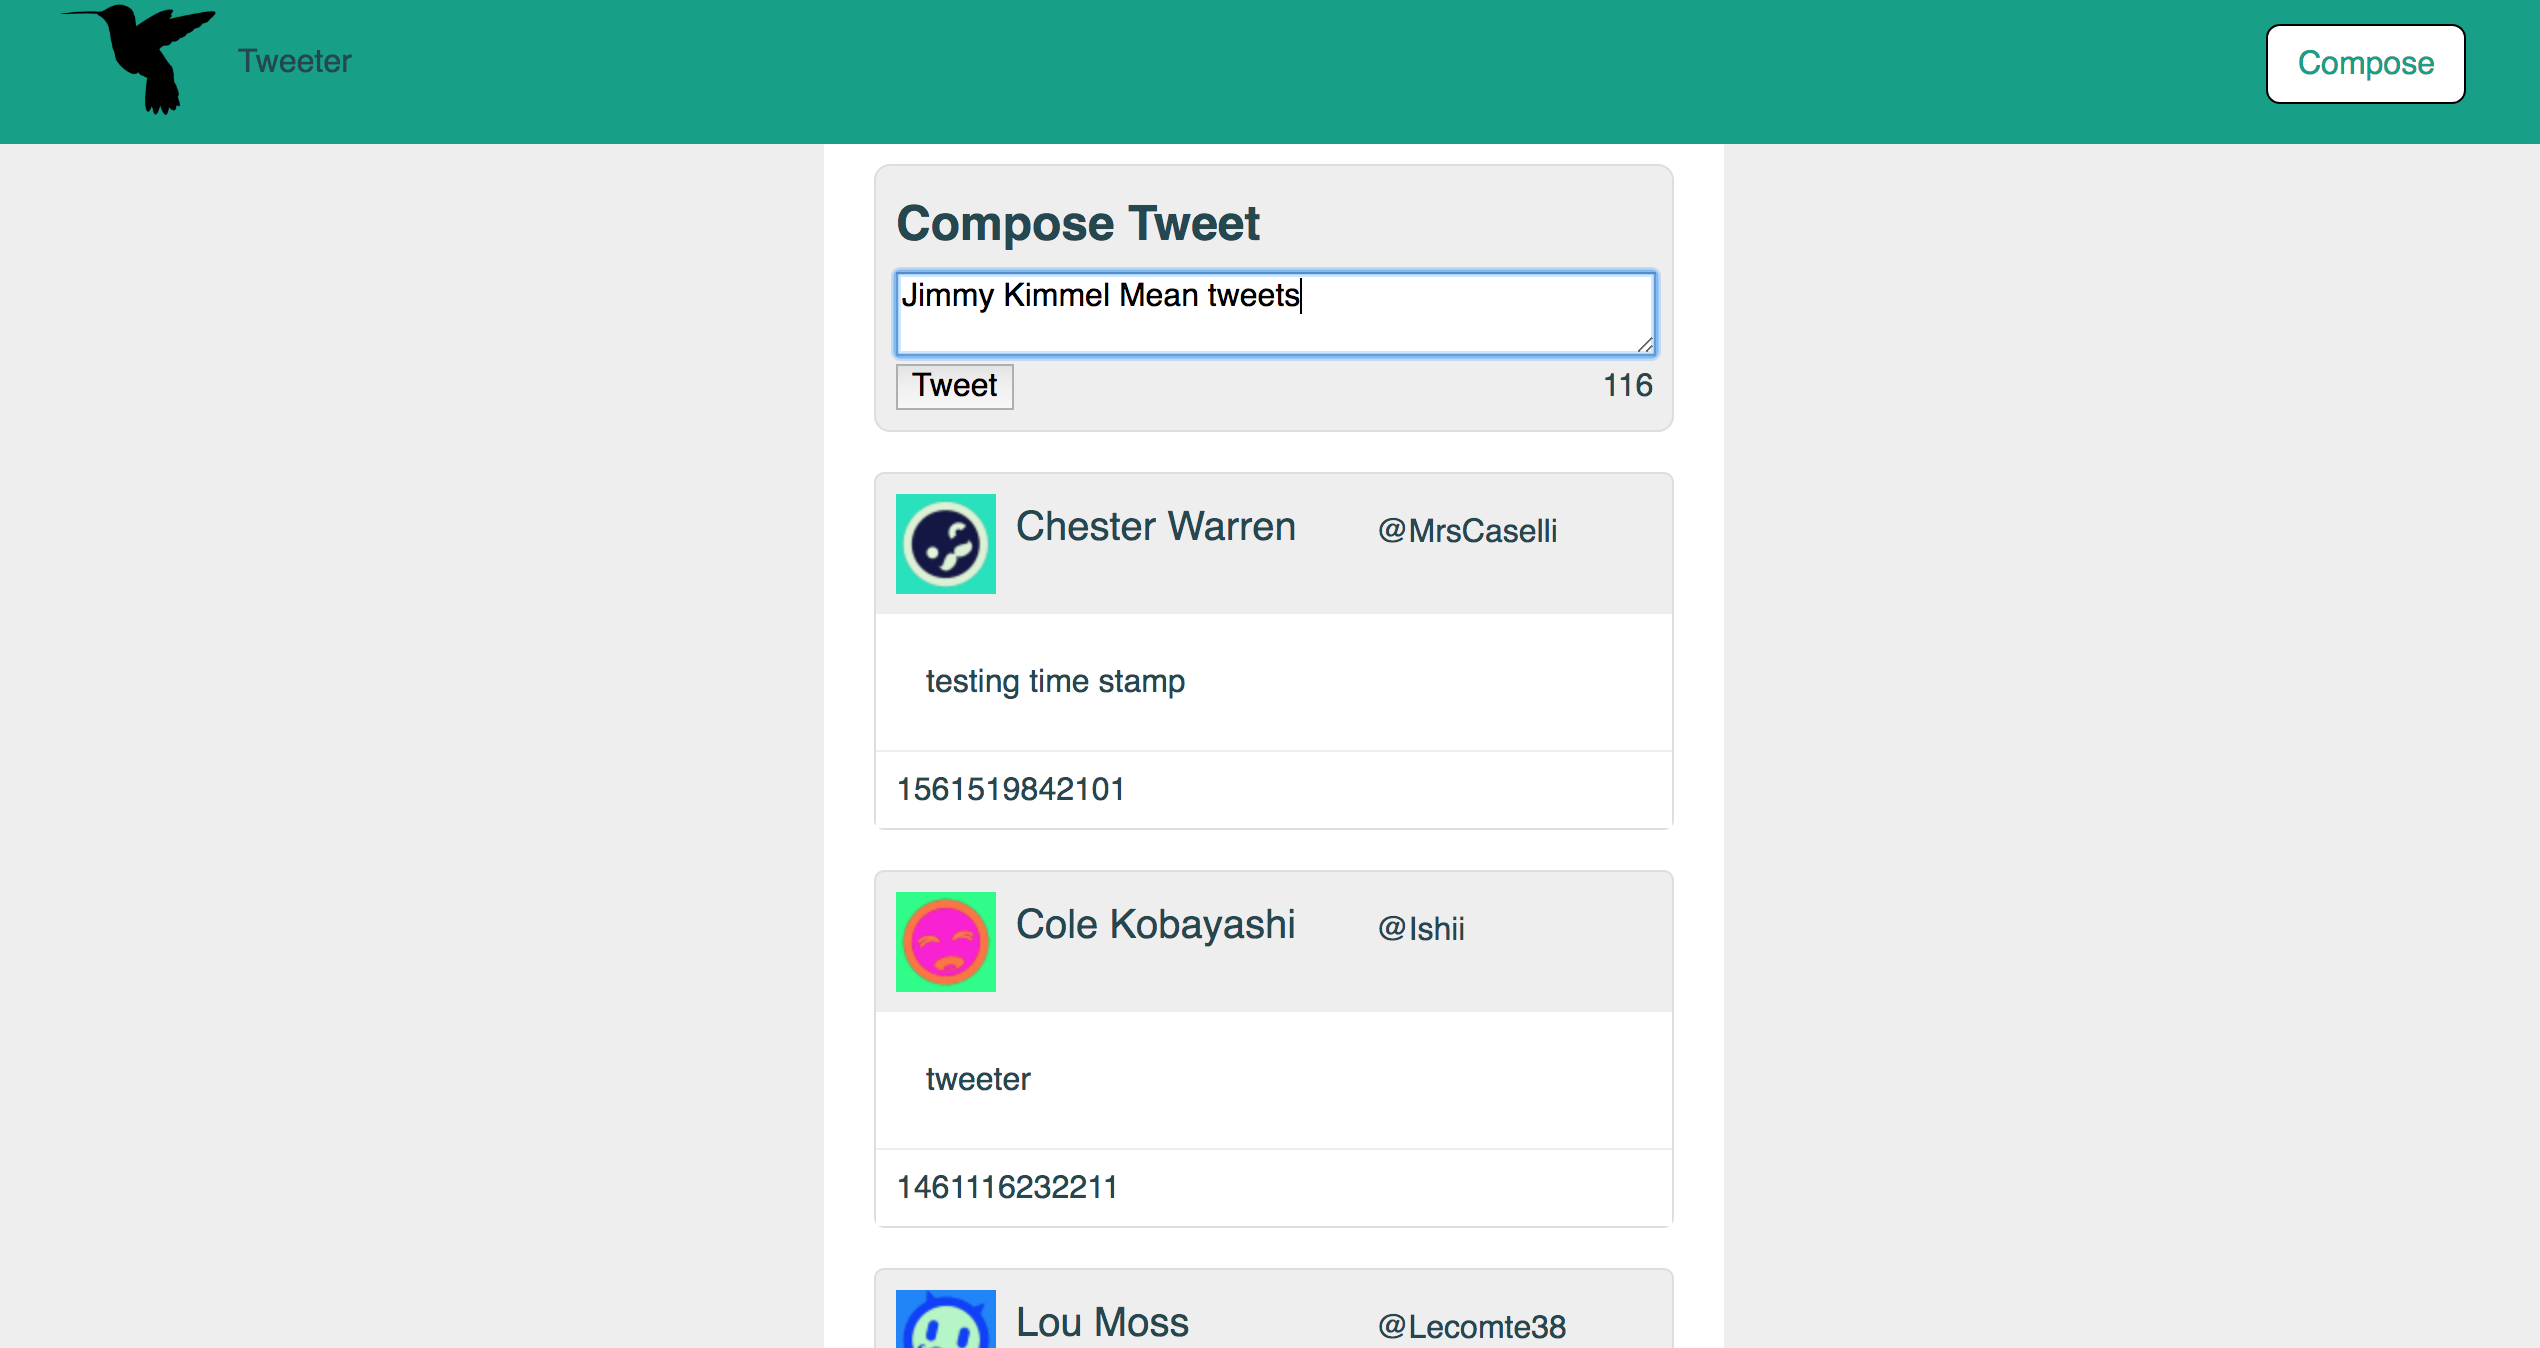 Tweeter
Compose
Compose Tweet
Jimmy Kimmel Mean tweets
Tweet 116
Chester Warren @MrsCaselli
testing time stamp
1561519842101
Cole Kobayashi @Ishii
tweeter
1461116232211
Lou Moss @Lecomte38